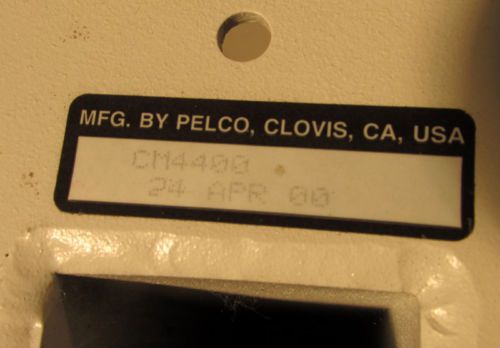 MFG. BY PELCO, CLOVIS, CA, USA
CM4400
24 APR 00